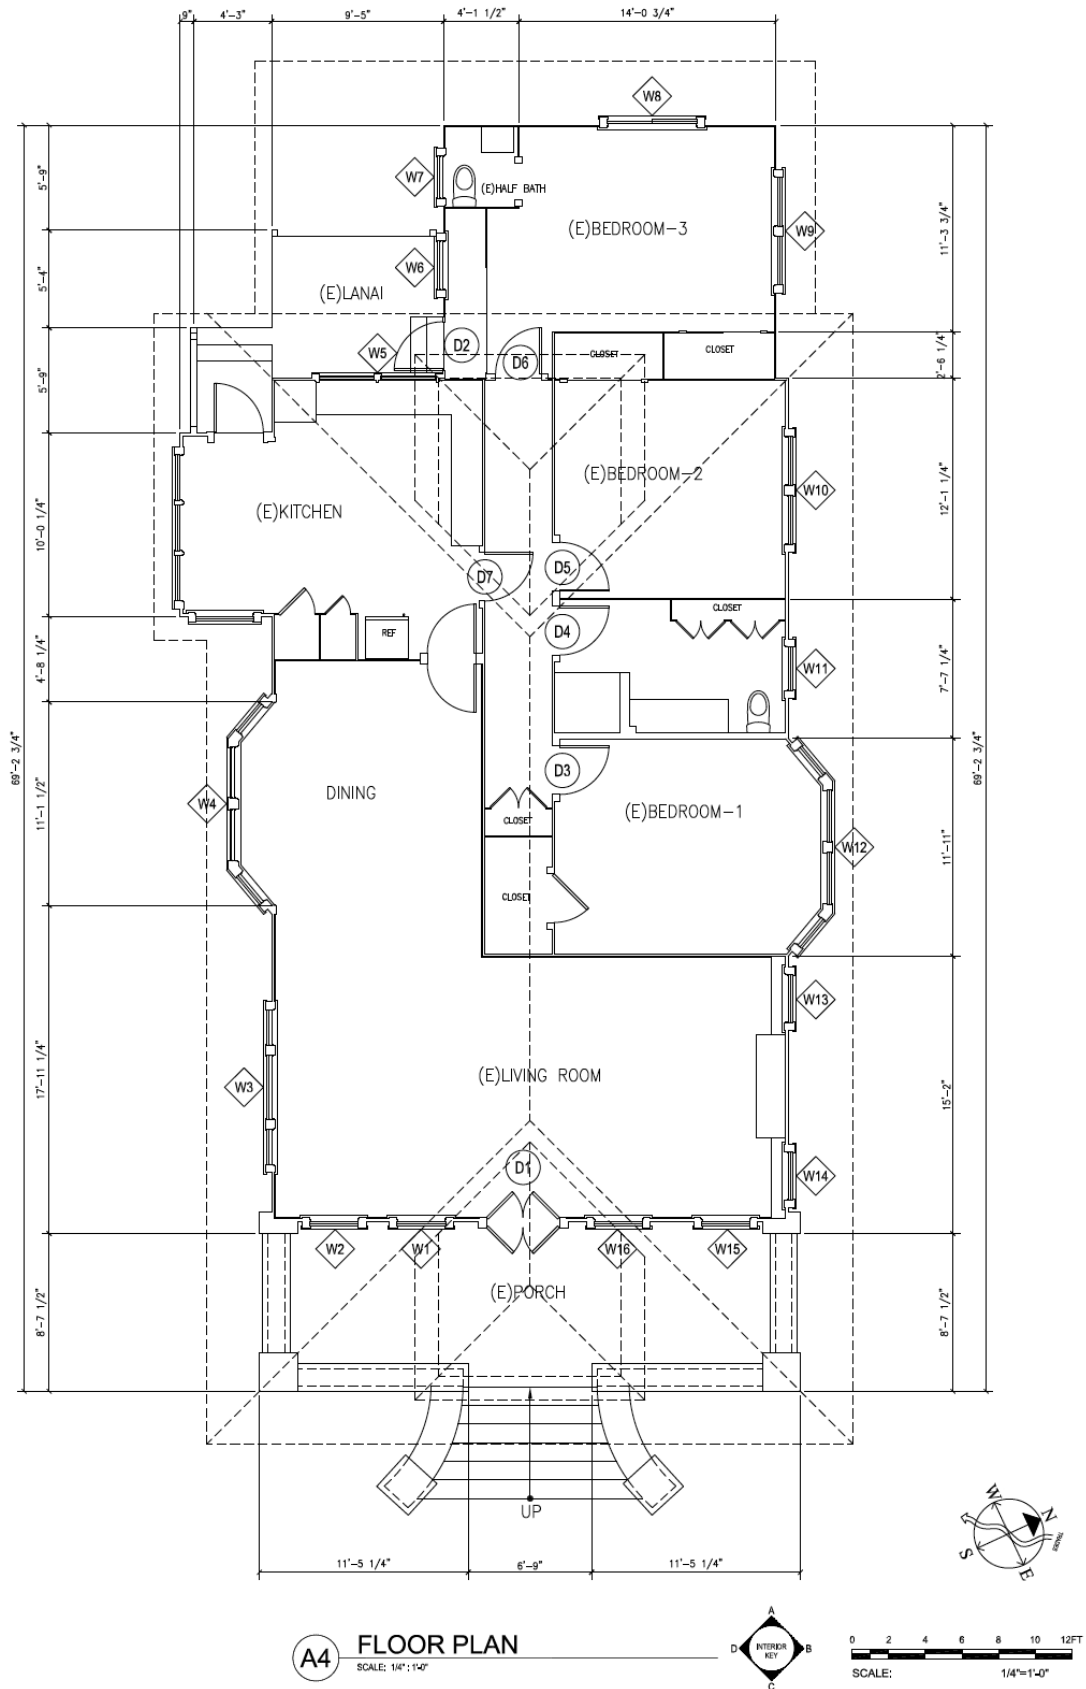 9" 4'-3" 9'-5" 4'-1 1/2" 14'-0 3/4"
W8
W7
(E)HALF BATH
5'-9"
11'-3 3/4"
(E)BEDROOM-3
W9
W6
(E)LANAI
5'-4"
W5
D2
D6
CLOSET
CLOSET
2'-6 1/4"
5'-9"
(E)BEDROOM-2
W10
12'-1 1/4"
(E)KITCHEN
10'-0 1/4"
D7
D5
CLOSET
D4
REF
W11
7'-7 1/4"
4'-8 1/4"
69'-2 3/4"
69'-2 3/4"
D3
DINING
W4
11'-1 1/2"
CLOSET
(E)BEDROOM-1
W12
11'-11"
CLOSET
W13
17'-11 1/4"
W3
(E)LIVING ROOM
15'-2"
D1
W14
W2
W1
W16
W15
(E)PORCH
8'-7 1/2"
8'-7 1/2"
UP
W
N
TRADES
S
E
11'-5 1/4" 6'-9" 11'-5 1/4"
A4
FLOOR PLAN
SCALE: 1/4" : 1'-0"
A
D
INTERIOR
KEY
B
C
0 2 4 6 8 10 12FT
SCALE: 1/4"=1'-0"